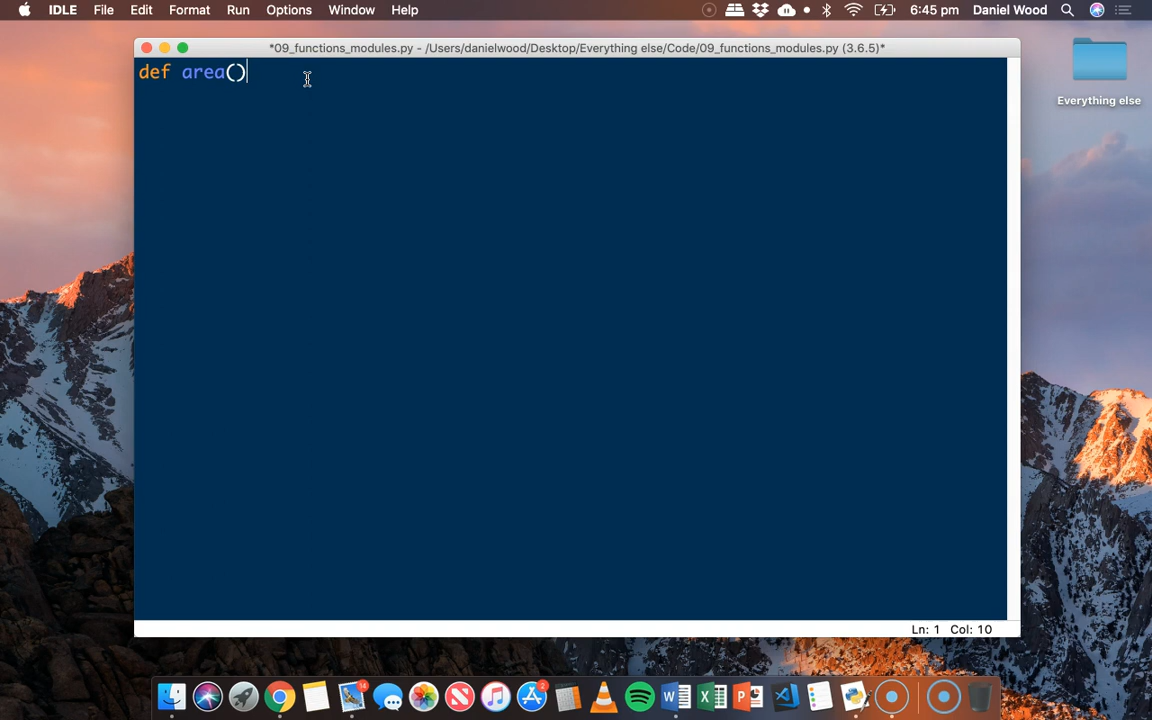 IDLE File Edit Format Run Options Window Help 6:45 pm Daniel Wood
*09_functions_modules.py - /Users/danielwood/Desktop/Everything else/Code/09_functions_modules.py (3.6.5)*
def area()
Everything else
Ln: 1 Col: 10